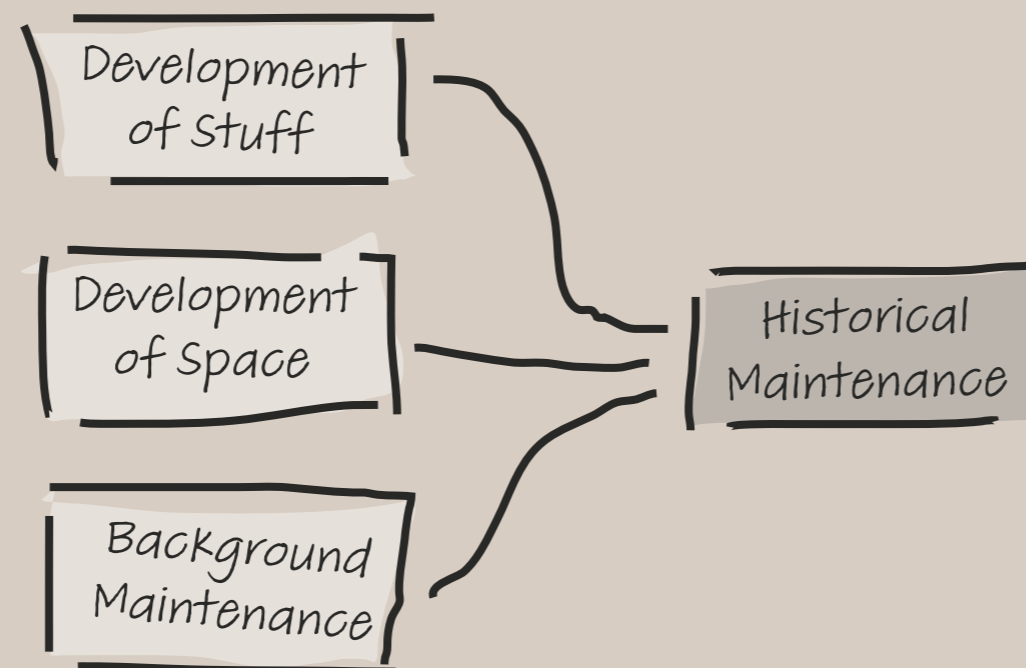 Development
of Stuff
Development
of Space
Historical
Maintenance
Background
Maintenance